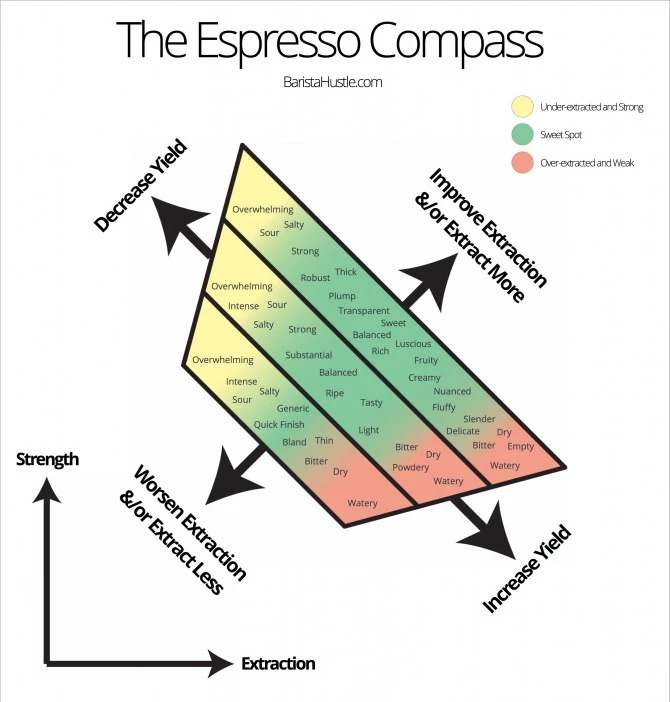 The Espresso Compass
BaristaHustle.com
Under-extracted and Strong
Sweet Spot
Over-extracted and Weak
Decrease Yield
Improve Extraction
&/or Extract More
Overwhelming
Sour
Salty
Strong
Robust
Thick
Plump
Transparent
Sweet
Balanced
Luscious
Rich
Fruity
Creamy
Nuanced
Fluffy
Slender
Delicate
Dry
Bitter
Empty
Watery
Overwhelming
Intense
Sour
Salty
Strong
Substantial
Balanced
Ripe
Tasty
Light
Bitter
Dry
Powdery
Watery
Overwhelming
Intense
Salty
Sour
Generic
Quick Finish
Bland
Thin
Bitter
Dry
Watery
Worsen Extraction
&/or Extract Less
Increase Yield
Strength
Extraction